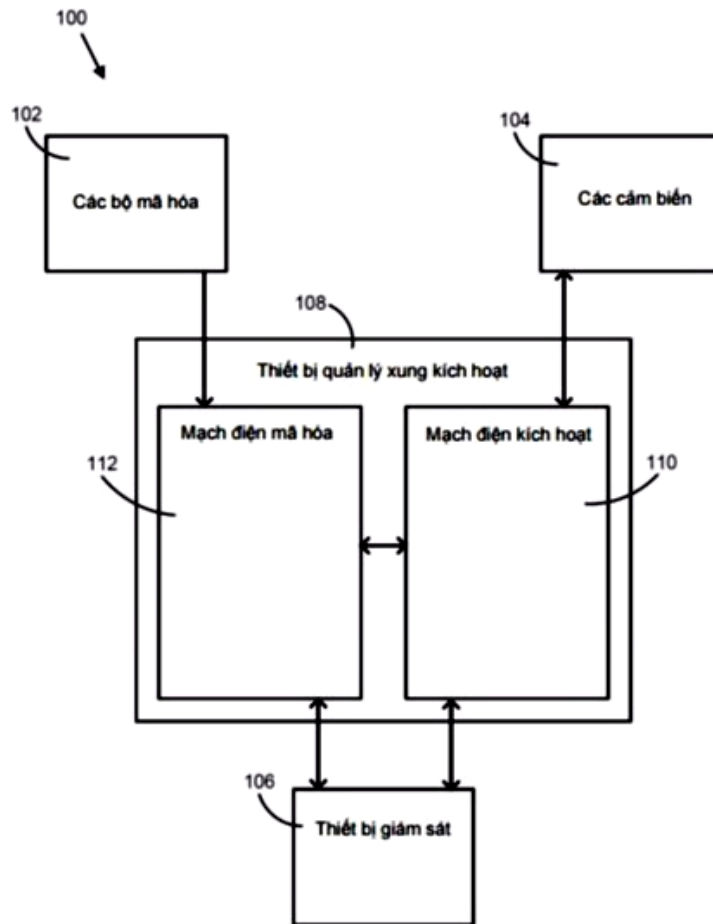 100
102
104
Các bộ mã hóa
Các cảm biến
108
Thiết bị quản lý xung kích hoạt
Mạch điện mã hóa
Mạch điện kích hoạt
112
110
106
Thiết bị giám sát